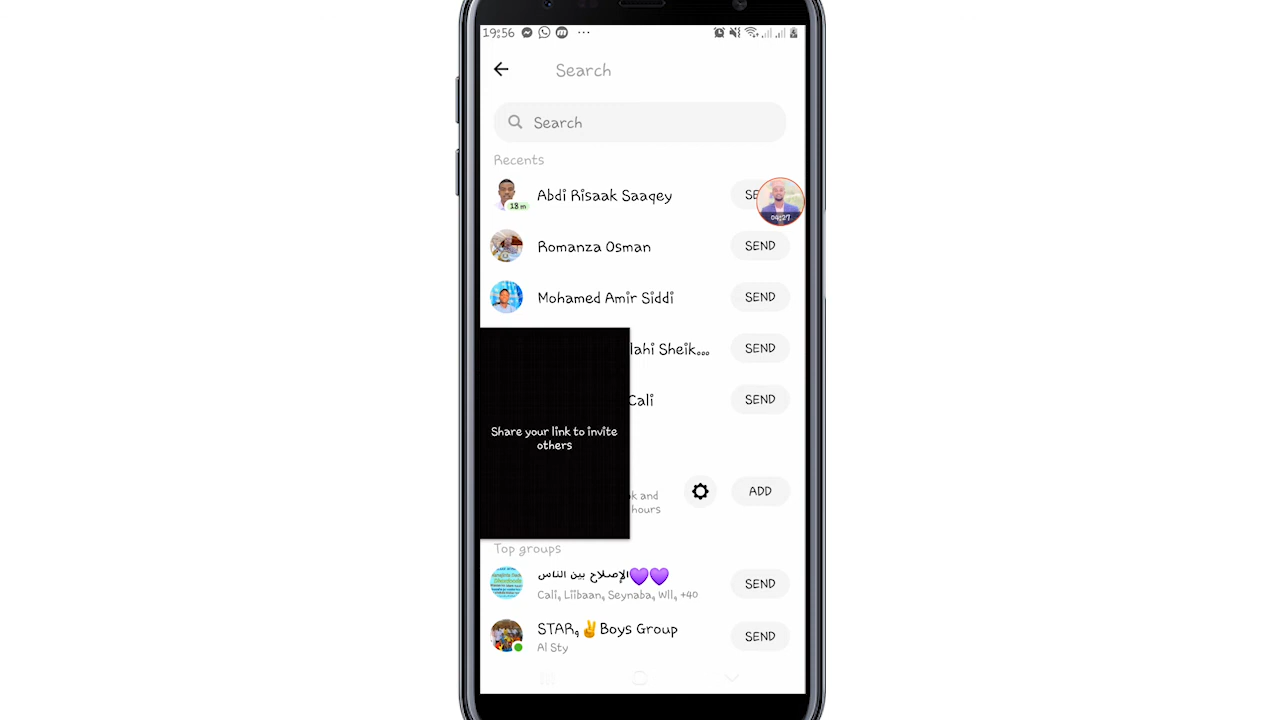 19:56
Search
Search
Recents
Abdi Risaak Saaqey
18 m
04:27
Romanza Osman
SEND
Mohamed Amir Siddi
SEND
lahi Sheik...
SEND
Cali
SEND
Share your link to invite
others
k and
hours
ADD
Top groups
الإصلاح بين الناس💜💜
SEND
Cali, Liibaan, Seynaba, Wll, +40
STAR,✌Boys Group
SEND
Al Sty